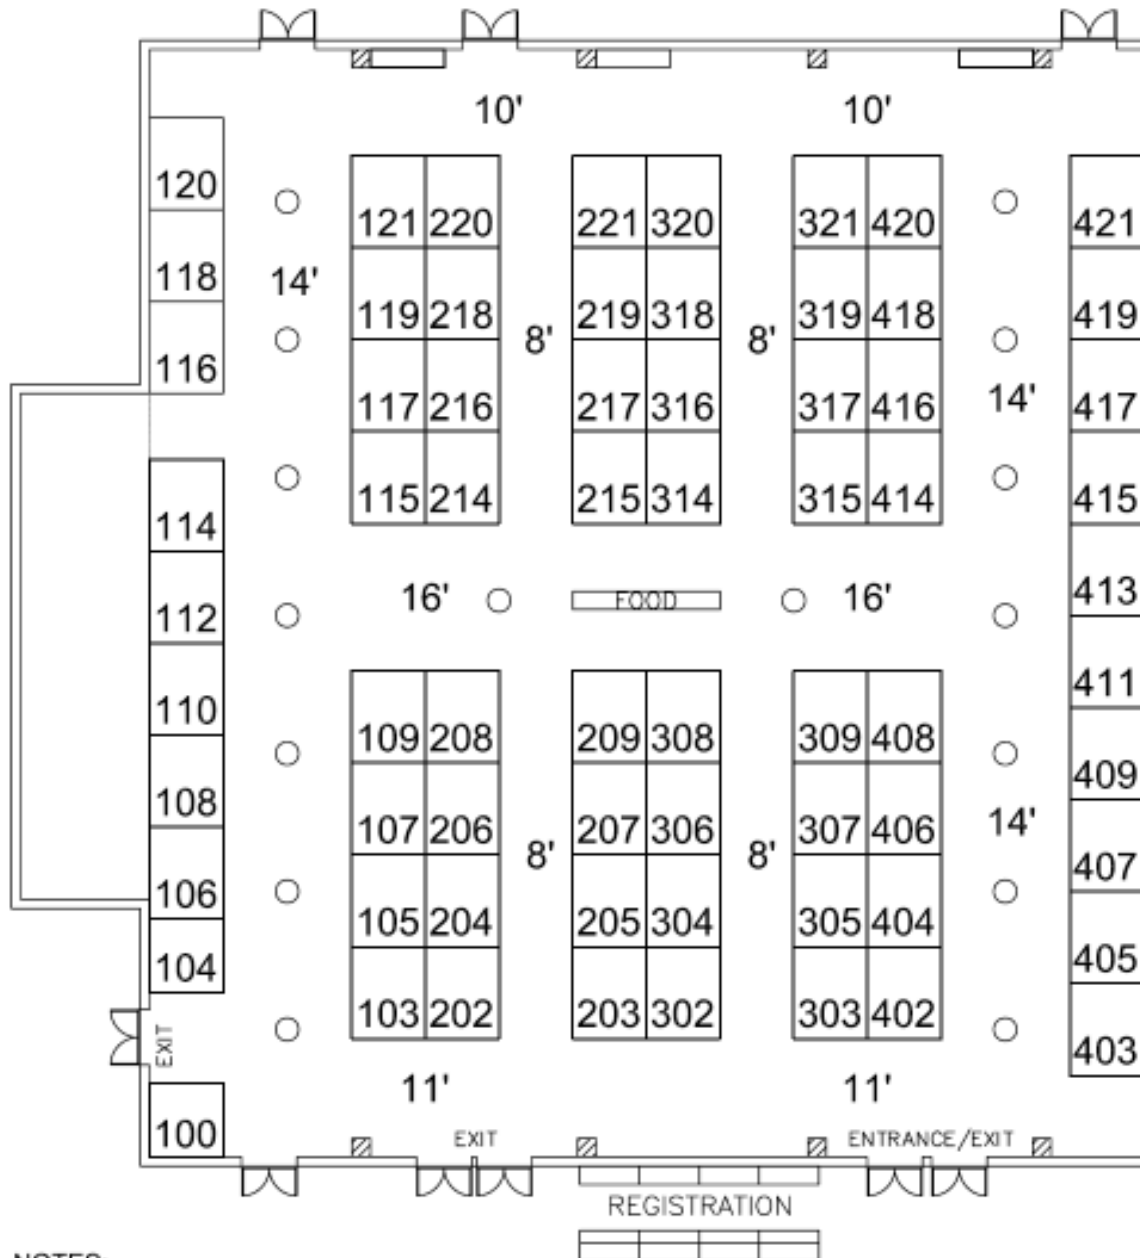 10' 10'
120
121 220 221 320 321 420 421
118 14'
119 218 8' 219 318 8' 319 418 419
116
117 216 217 316 317 416 14' 417
115 214 215 314 315 414 415
114
16' FOOD 16' 413
112
110 411
109 208 209 308 309 408
409
108
107 206 8' 207 306 8' 307 406 14'
407
106
105 204 205 304 305 404
104 405
103 202 203 302 303 402
EXIT 403
11' 11'
100 EXIT ENTRANCE/EXIT
REGISTRATION